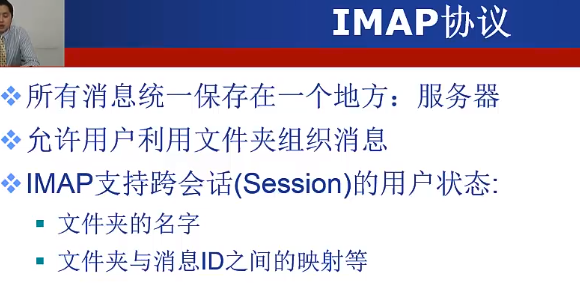 IMAP协议
所有消息统一保存在一个地方：服务器
允许用户利用文件夹组织消息
IMAP支持跨会话(Session)的用户状态:
文件夹的名字
文件夹与消息ID之间的映射等